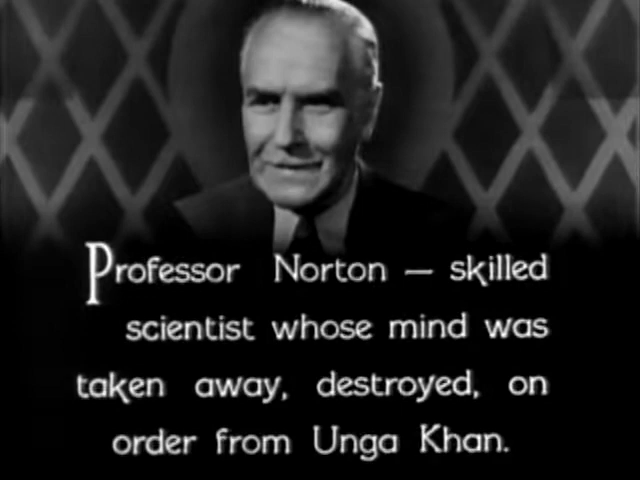 Professor Norton — skilled
scientist whose mind was
taken away, destroyed, on
order from Unga Khan.